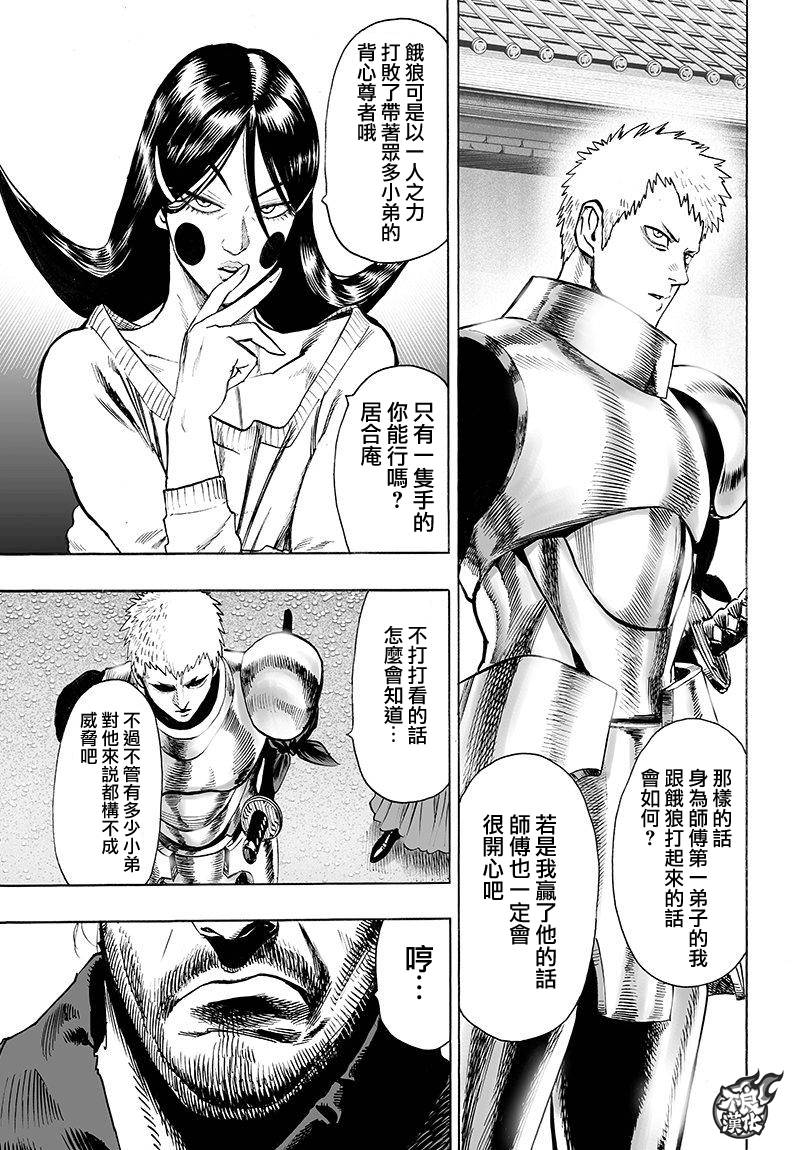 那樣的話
身為師傅第一弟子的我
跟餓狼打起來的話
會如何？
若是我贏了他的話
師傅也一定會
很開心吧
餓狼可是以一人之力
打敗了帶著眾多小弟的
背心尊者哦
只有一隻手的
你能行嗎？
居合庵
不打打看的話
怎麼會知道…
不過不管有多少小弟
對他來說都構不成
威脅吧
哼…
漢化